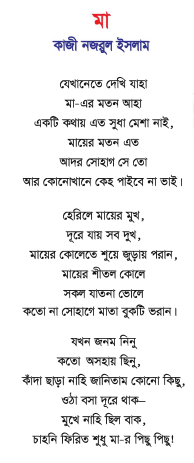 মা
কাজী নজরুল ইসলাম
যেখানেতে দেখি যাহা
মা-এর মতন আহা
একটি কথায় এত সুধা মেশা নাই,
মায়ের মতন এত
আদর সোহাগ সে তো
আর কোনোখানে কেহ পাইবে না ভাই।
হেরিলে মায়ের মুখ,
দূরে যায় সব দুখ,
মায়ের কোলেতে শুয়ে জুড়ায় পরান,
মায়ের শীতল কোলে
সকল যাতনা ভোলে
কতো না সোহাগে মাতা বুকটি ভরান।
যখন জনম নিনু
কতো অসহায় ছিনু,
কাঁদা ছাড়া নাহি জানিতাম কোনো কিছু,
ওঠা বসা দূরে থাক–
মুখে নাহি ছিল বাক,
চাহনি ফিরিত শুধু মা-র পিছু পিছু!